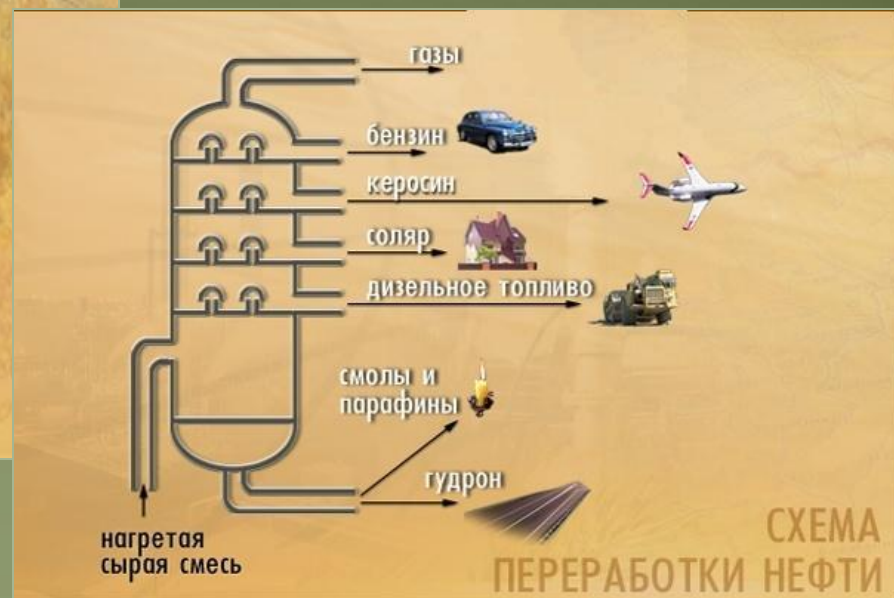 газы
бензин
керосин
соляр
дизельное топливо
смолы и
парафины
гудрон
нагретая
сырая смесь
СХЕМА
ПЕРЕРАБОТКИ НЕФТИ